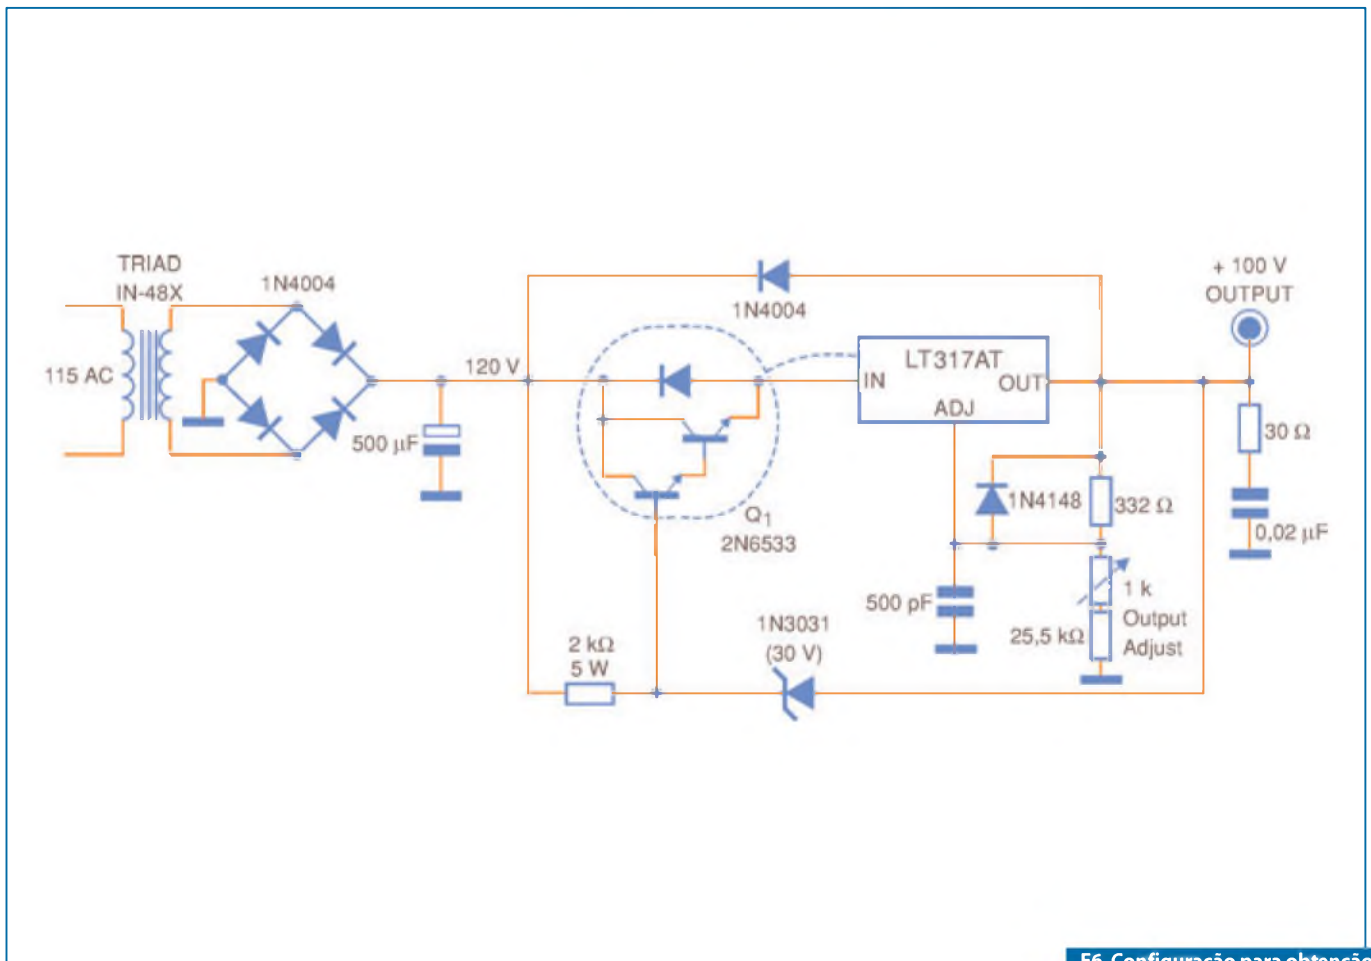 TRIAD
IN-48X
1N4004
115 AC
500 µF
120 V
1N4004
LT317AT
IN
OUT
ADJ
+ 100 V
OUTPUT
30 Ω
0,02 µF
Q1
2N6533
1N4148
332 Ω
500 pF
1 k
Output
Adjust
25,5 kΩ
1N3031
(30 V)
2 kΩ
5 W